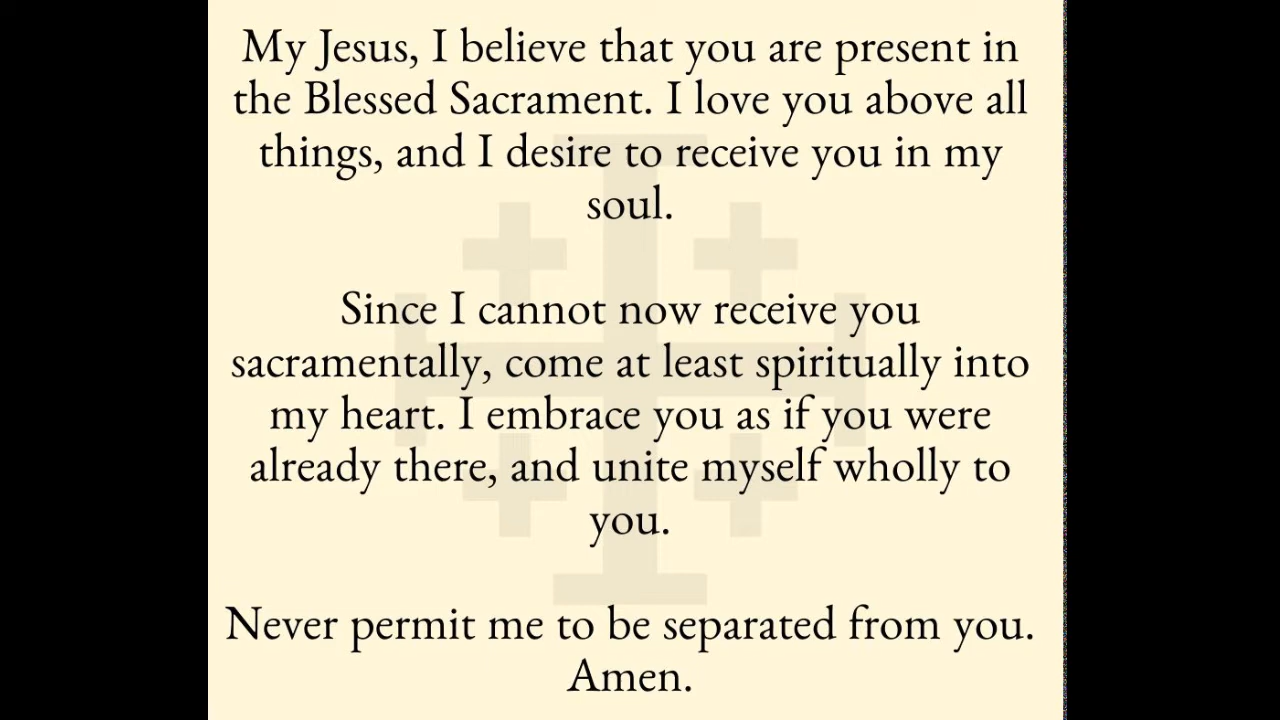 My Jesus, I believe that you are present in
the Blessed Sacrament. I love you above all
things, and I desire to receive you in my
soul.
Since I cannot now receive you
sacramentally, come at least spiritually into
my heart. I embrace you as if you were
already there, and unite myself wholly to
you.
Never permit me to be separated from you.
Amen.